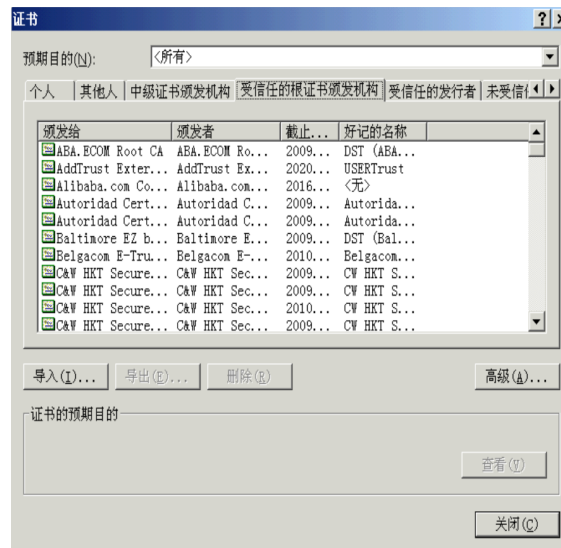 证书
预期目的(N): <所有>
个人 其他人 中级证书颁发机构 受信任的根证书颁发机构 受信任的发行者 未受信
颁发给 颁发者 截止... 好记的名称
ABA.ECOM Root CA ABA.ECOM Ro... 2009... DST (ABA...
AddTrust Exter... AddTrust Ex... 2020... USERTrust
Alibaba.com Co... Alibaba.com... 2016... <无>
Autoridad Cert... Autoridad C... 2009... Autorida...
Autoridad Cert... Autoridad C... 2009... Autorida...
Baltimore EZ b... Baltimore E... 2009... DST (Bal...
Belgacom E-Tru... Belgacom E-... 2010... Belgacom...
C&W HKT Secure... C&W HKT Sec... 2009... CW HKT S...
C&W HKT Secure... C&W HKT Sec... 2009... CW HKT S...
C&W HKT Secure... C&W HKT Sec... 2010... CW HKT S...
C&W HKT Secure... C&W HKT Sec... 2009... CW HKT S...
导入(I)... 导出(E)... 删除(R) 高级(A)...
证书的预期目的
查看(V)
关闭(C)